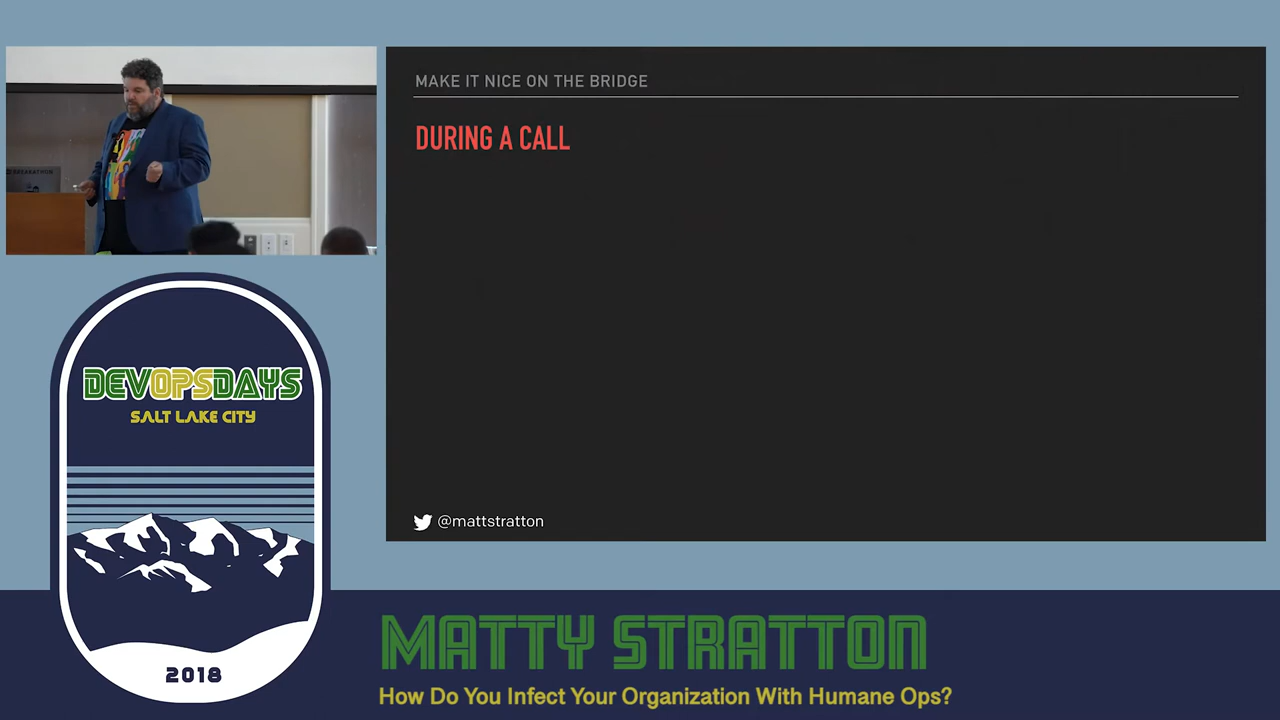 MAKE IT NICE ON THE BRIDGE
DURING A CALL
@mattstratton
DEVOPSDAYS
SALT LAKE CITY
2018
MATTY STRATTON
How Do You Infect Your Organization With Humane Ops?